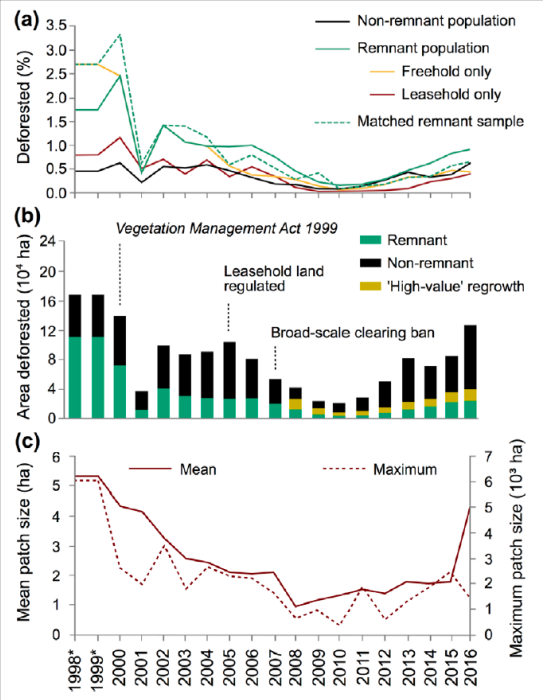 (a)
3.5
3.0
2.5
2.0
1.5
1.0
0.5
0.0
Deforested (%)
Non-remnant population
Remnant population
Freehold only
Leasehold only
Matched remnant sample
(b)
Vegetation Management Act 1999
24
20
16
12
8
4
0
Area deforested (10⁴ ha)
Leasehold land
regulated
Broad-scale clearing ban
Remnant
Non-remnant
'High-value' regrowth
(c)
6
5
4
3
2
1
0
Mean patch size (ha)
Mean
Maximum
7
6
5
4
3
2
1
0
Maximum patch size (10³ ha)
1998*
1999*
2000
2001
2002
2003
2004
2005
2006
2007
2008
2009
2010
2011
2012
2013
2014
2015
2016